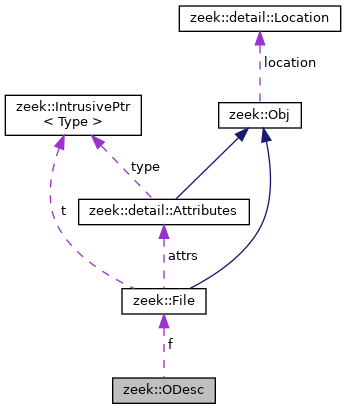 zeek::detail::Location
location
zeek::IntrusivePtr
< Type >
zeek::Obj
type
zeek::detail::Attributes
t
attrs
zeek::File
f
zeek::ODesc